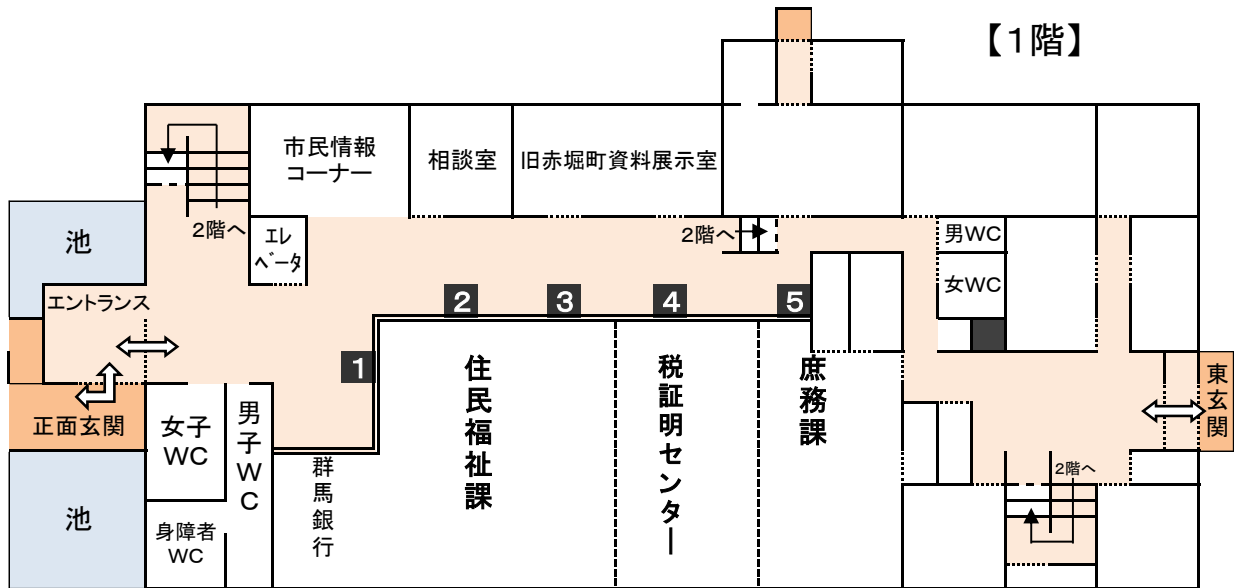 【1階】
市民情報
コーナー
相談室
旧赤堀町資料展示室
池
2階へ
エレ
ベータ
2階へ
男WC
女WC
エントランス
2
3
4
5
1
住民福祉課
税証明センター
庶務課
東玄関
正面玄関
女子
WC
男子WC
群馬銀行
2階へ
池
身障者
WC